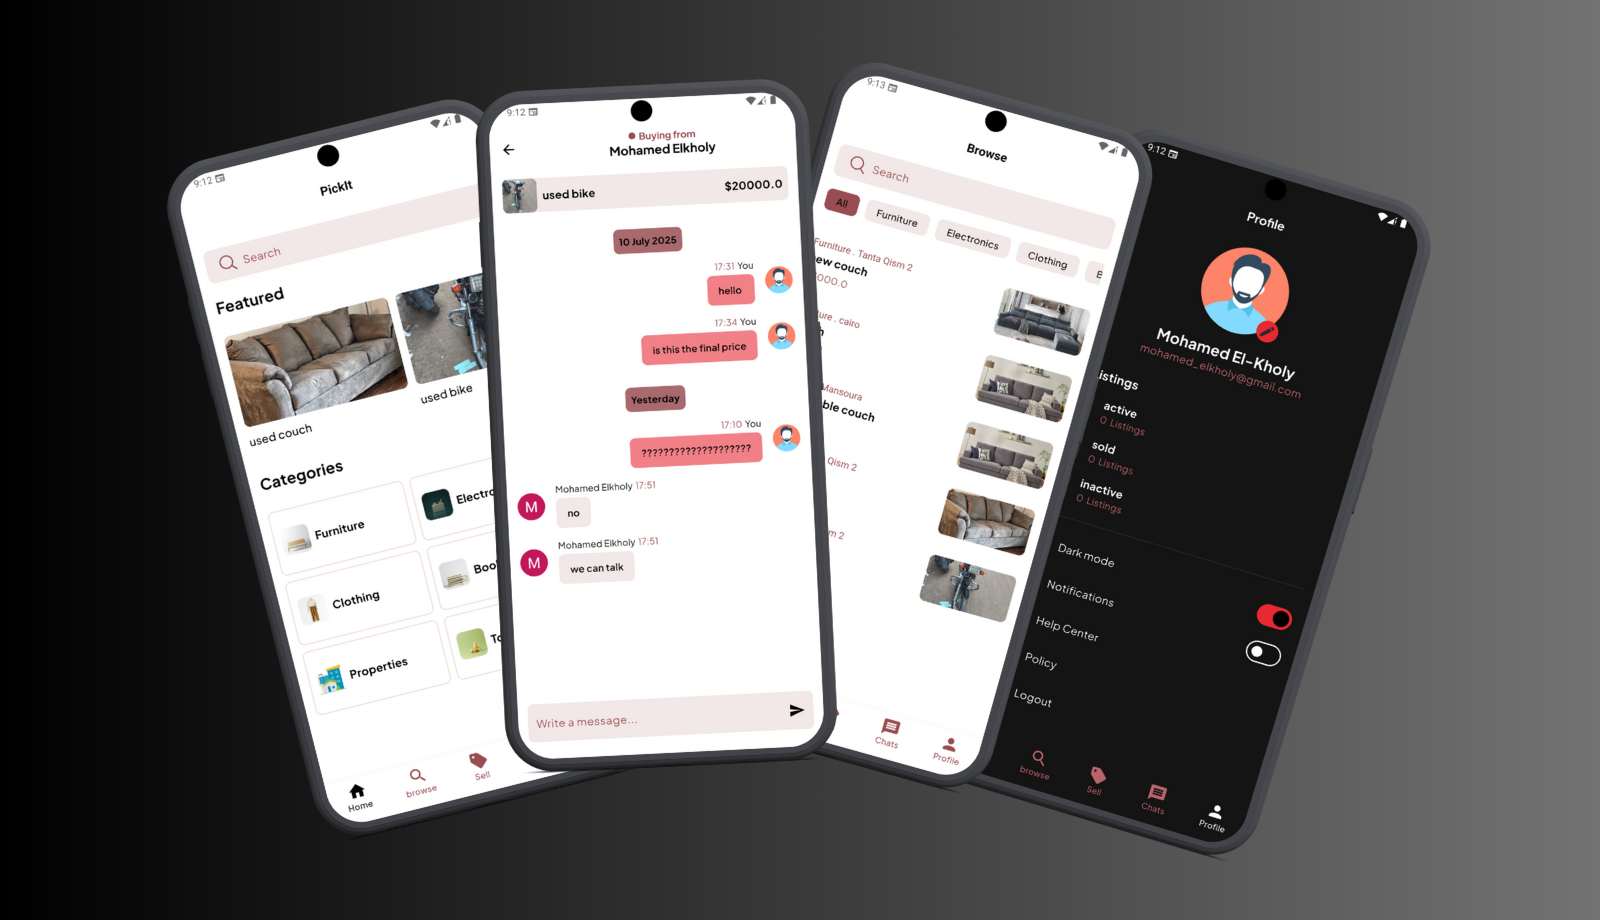 9:12
PickIt
Search
Featured
used couch
used bike
Categories
Furniture
Electro
Clothing
Boo
Properties
To
Home
browse
Sell
9:12
Buying from
Mohamed Elkholy
used bike
$20000.0
10 July 2025
17:31 You
hello
17:34 You
is this the final price
Yesterday
17:10 You
????????????????????
Mohamed Elkholy 17:51
M
no
Mohamed Elkholy 17:51
M
we can talk
Write a message...
9:13
Browse
Search
All
Furniture
Electronics
Clothing
B
Furniture . Tanta Qism 2
ew couch
000.0
ture . cairo
h
Mansoura
ble couch
Qism 2
m 2
Chats
Profile
9:12
Profile
Mohamed El-Kholy
mohamed_elkholy@gmail.com
istings
active
0 Listings
sold
0 Listings
inactive
0 Listings
Dark mode
Notifications
Help Center
Policy
Logout
browse
Sell
Chats
Profile